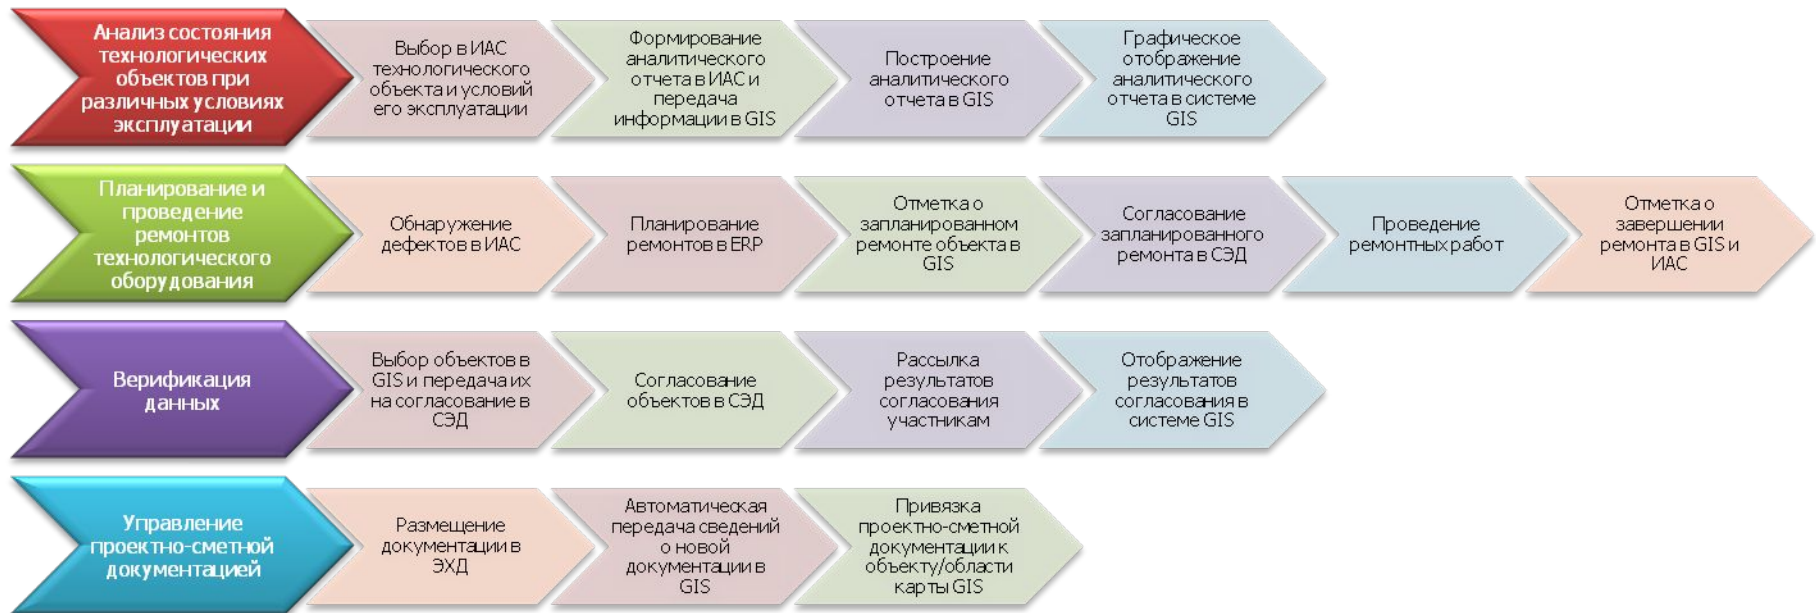 Анализ состояния
технологических
объектов при
различных условиях
эксплуатации
Выбор в ИАС
технологического
объекта и условий
его эксплуатации
Формирование
аналитического
отчета в ИАС и
передача
информации в GIS
Построение
аналитического
отчета в GIS
Графическое
отображение
аналитического
отчета в системе
GIS
Планирование и
проведение
ремонтов
технологического
оборудования
Обнаружение
дефектов в ИАС
Планирование
ремонтов в ERP
Отметка о
запланированном
ремонте объекта в
GIS
Согласование
запланированного
ремонта в СЭД
Проведение
ремонтных работ
Отметка о
завершении
ремонта в GIS и
ИАС
Верификация
данных
Выбор объектов в
GIS и передача их
на согласование в
СЭД
Согласование
объектов в СЭД
Рассылка
результатов
согласования
участникам
Отображение
результатов
согласования в
системе GIS
Управление
проектно-сметной
документацией
Размещение
документации в
ЭХД
Автоматическая
передача сведений
о новой
документации в
GIS
Привязка
проектно-сметной
документации к
объекту/области
карты GIS